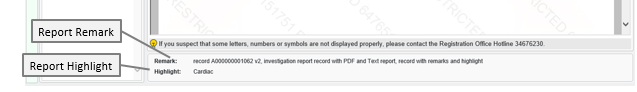 Report Remark
If you suspect that some letters, numbers or symbols are not displayed properly, please contact the Registration Office Hotline 34676230.
Remark: record A000000001062 v2, investigation report record with PDF and Text report, record with remarks and highlight
Report Highlight
Highlight: Cardiac